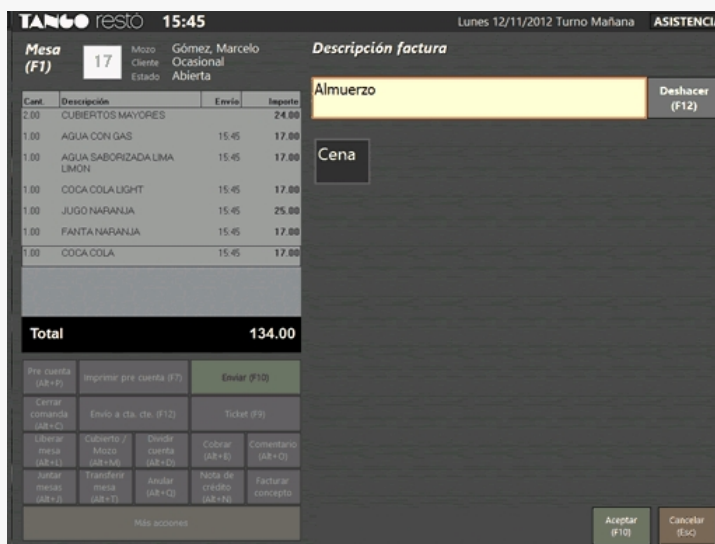 TANGO restó 15:45 Lunes 12/11/2012 Turno Mañana ASISTENCIA
Mesa
(F1)
17
Mozo Gómez, Marcelo
Cliente Ocasional
Estado Abierta
Cant. Descripción Envío Importe
2.00 CUBIERTOS MAYORES 24.00
1.00 AGUA CON GAS 15:45 17.00
1.00 AGUA SABORIZADA LIMA
LIMON 15:45 17.00
1.00 COCA COLA LIGHT 15:45 17.00
1.00 JUGO NARANJA 15:45 25.00
1.00 FANTA NARANJA 15:45 17.00
1.00 COCA COLA 15:45 17.00
Total 134.00
Pre cuenta
(Alt+P)
Imprimir pre cuenta (F7)
Enviar (F10)
Cerrar
comanda
(Alt+C)
Envío a cta. cte. (F12)
Ticket (F9)
Liberar
mesa
(Alt+L)
Cubierto /
Mozo
(Alt+M)
Dividir
cuenta
(Alt+D)
Cobrar
(Alt+B)
Comentario
(Alt+O)
Juntar
mesas
(Alt+J)
Transferir
mesa
(Alt+T)
Anular
(Alt+Q)
Nota de
crédito
(Alt+N)
Facturar
concepto
Más acciones
Descripción factura
Almuerzo
Deshacer
(F12)
Cena
Aceptar
(F10)
Cancelar
(Esc)